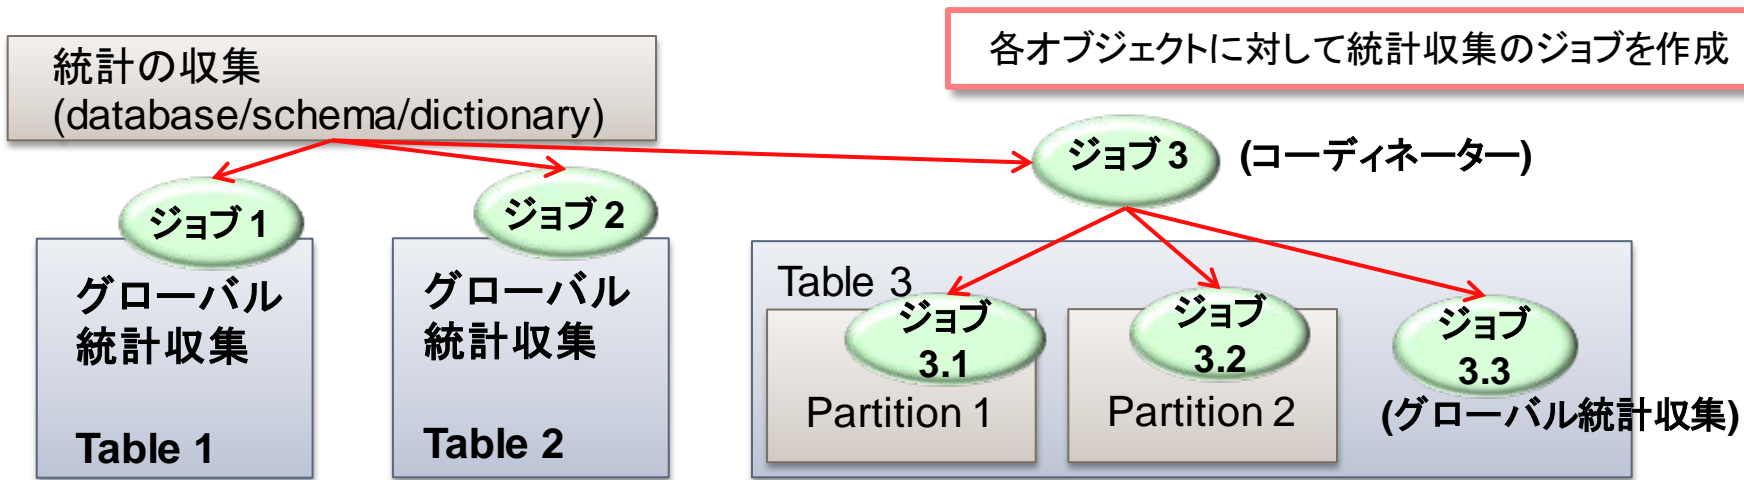 各オブジェクトに対して統計収集のジョブを作成
統計の収集
(database/schema/dictionary)
ジョブ 3
(コーディネーター)
ジョブ 1
ジョブ 2
グローバル
統計収集
Table 1
グローバル
統計収集
Table 2
Table 3
ジョブ
3.1
Partition 1
ジョブ
3.2
Partition 2
ジョブ
3.3
(グローバル統計収集)